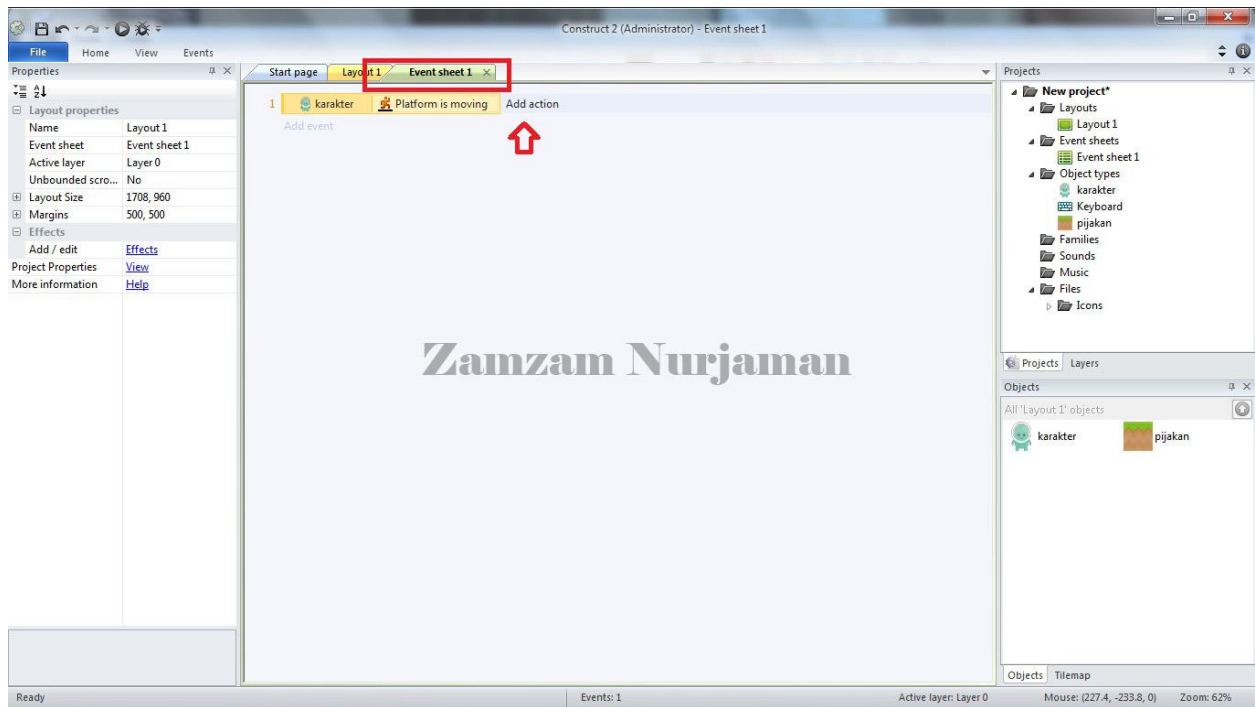 Construct 2 (Administrator) - Event sheet 1
File Home View Events
Properties
Layout properties
Name Layout 1
Event sheet Event sheet 1
Active layer Layer 0
Unbounded scro... No
Layout Size 1708, 960
Margins 500, 500
Effects
Add / edit Effects
Project Properties View
More information Help
Start page Layout 1 Event sheet 1
1 karakter Platform is moving Add action
Add event
Zamzam Nurjaman
Projects
New project*
Layouts
Layout 1
Event sheets
Event sheet 1
Object types
karakter
Keyboard
pijakan
Families
Sounds
Music
Files
Icons
Projects Layers
Objects
All 'Layout 1' objects
karakter pijakan
Objects Tilemap
Ready Events: 1 Active layer: Layer 0 Mouse: (227.4, -233.8, 0) Zoom: 62%